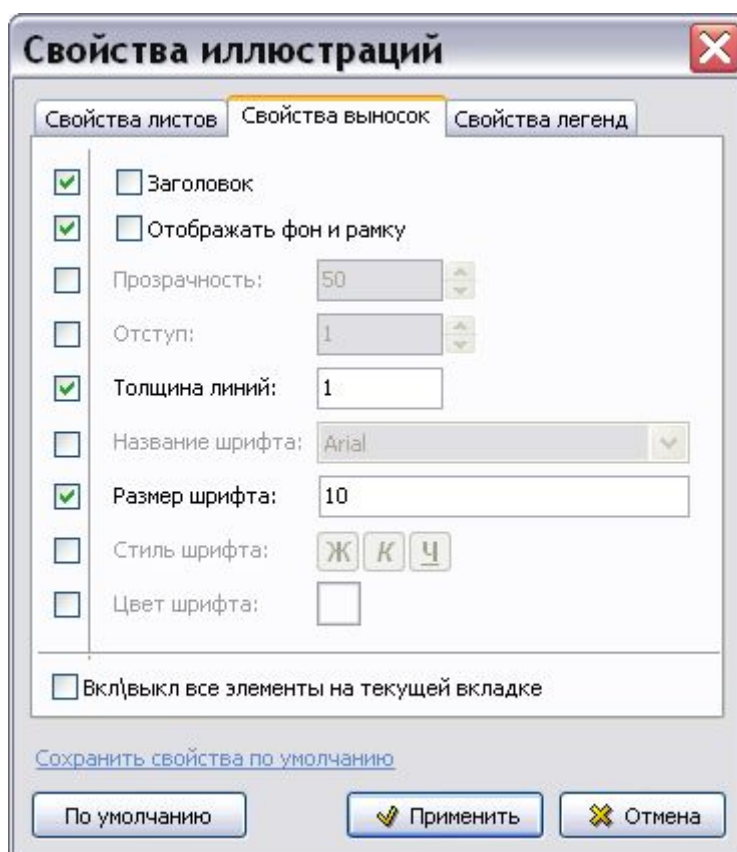 Свойства иллюстраций
Свойства листов Свойства выносок Свойства легенд
Заголовок
Отображать фон и рамку
Прозрачность: 50
Отступ: 1
Толщина линий: 1
Название шрифта: Arial
Размер шрифта: 10
Стиль шрифта: Ж К Ч
Цвет шрифта:
Вкл\выкл все элементы на текущей вкладке
Сохранить свойства по умолчанию
По умолчанию Применить Отмена